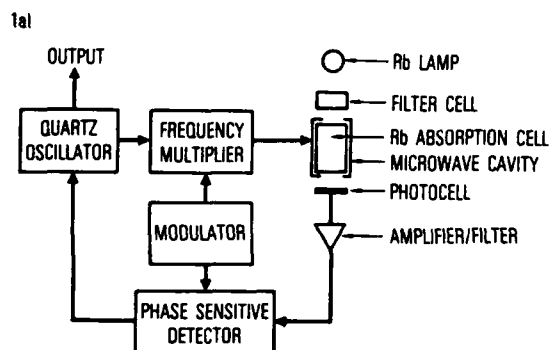 1a)
OUTPUT
QUARTZ
OSCILLATOR
FREQUENCY
MULTIPLIER
MODULATOR
PHASE SENSITIVE
DETECTOR
Rb LAMP
FILTER CELL
Rb ABSORPTION CELL
MICROWAVE CAVITY
PHOTOCELL
AMPLIFIER/FILTER